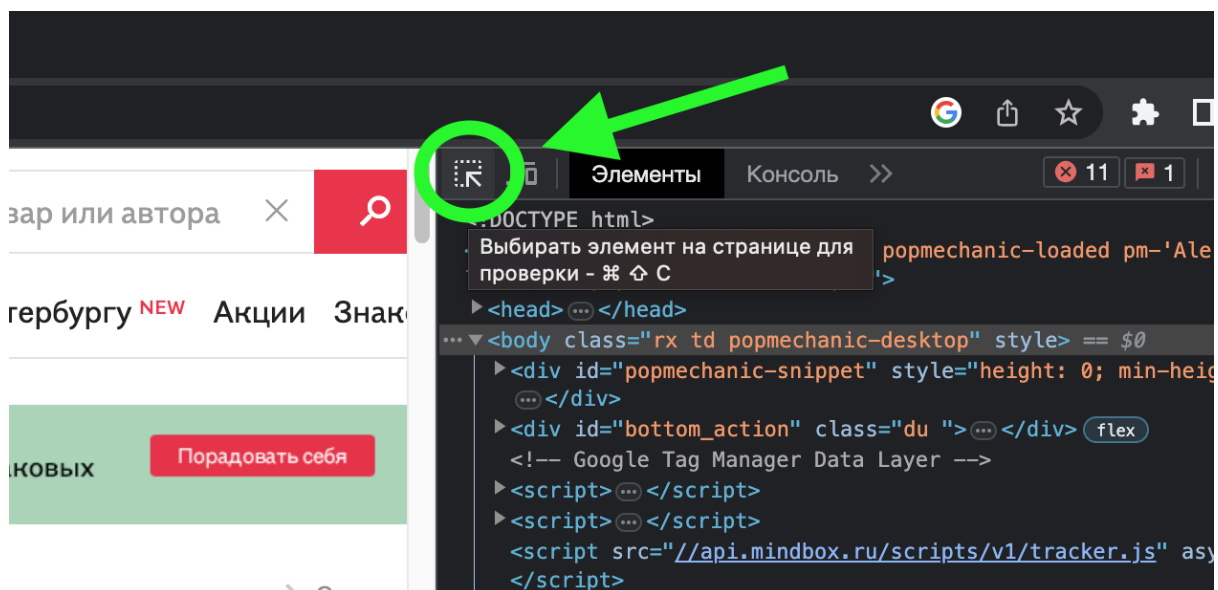 Элементы
Консоль
11
1
вар или автора
<!DOCTYPE html>
Выбирать элемент на странице для
проверки - ⌘ ⇧ C
popmechanic-loaded pm-'Ale
">
тербургу NEW Акции Знак
<head>…</head>
<body class="rx td popmechanic-desktop" style> == $0
<div id="popmechanic-snippet" style="height: 0; min-heig
…</div>
<div id="bottom_action" class="du ">…</div> flex
<!-- Google Tag Manager Data Layer -->
<script>…</script>
<script>…</script>
<script src="//api.mindbox.ru/scripts/v1/tracker.js" asy
</script>
аковых
Порадовать себя